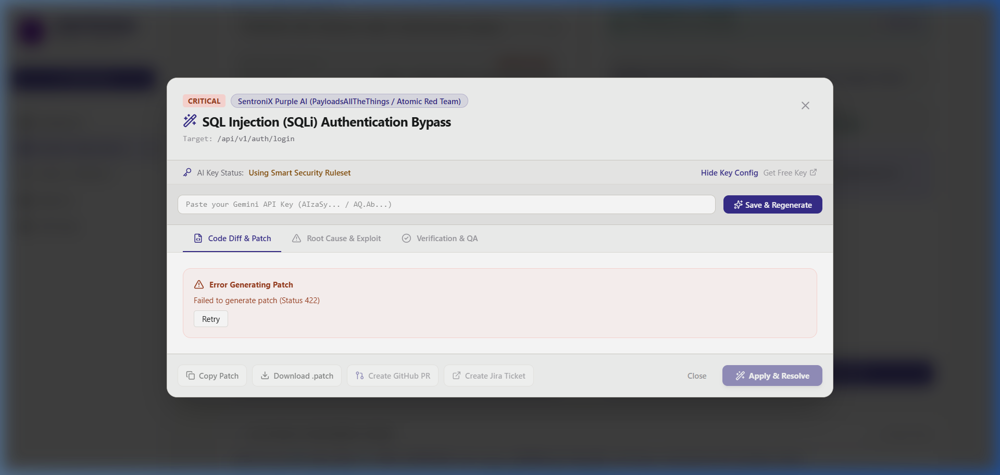 CRITICAL SentroniX Purple AI (PayloadsAllTheThings / Atomic Red Team)
SQL Injection (SQLi) Authentication Bypass
Target: /api/v1/auth/login
AI Key Status: Using Smart Security Ruleset Hide Key Config Get Free Key
Paste your Gemini API Key (AIzaSy... / AQ.Ab...) Save & Regenerate
Code Diff & Patch Root Cause & Exploit Verification & QA
Error Generating Patch
Failed to generate patch (Status 422)
Retry
Copy Patch Download .patch Create GitHub PR Create Jira Ticket Close Apply & Resolve